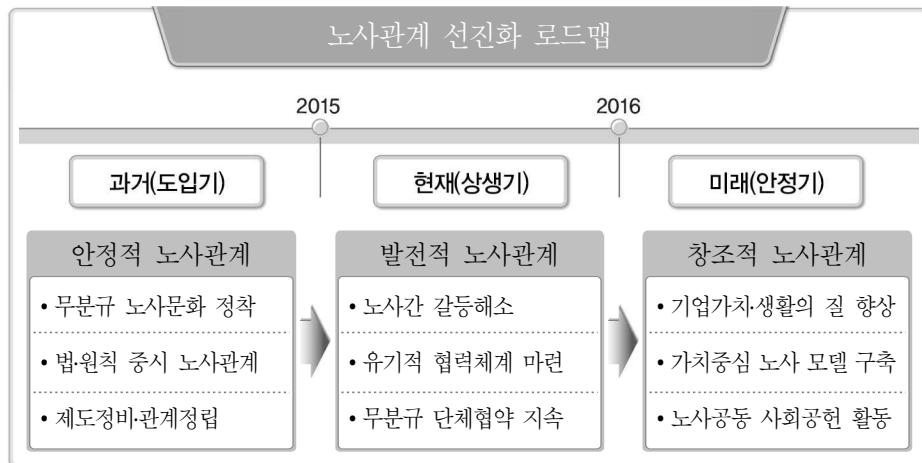 노사관계 선진화 로드맵
2015
2016
과거(도입기)
현재(상생기)
미래(안정기)
안정적 노사관계
• 무분규 노사문화 정착
• 법·원칙 중시 노사관계
• 제도정비·관계정립
발전적 노사관계
• 노사간 갈등해소
• 유기적 협력체계 마련
• 무분규 단체협약 지속
창조적 노사관계
• 기업가치·생활의 질 향상
• 가치중심 노사 모델 구축
• 노사공동 사회공헌 활동